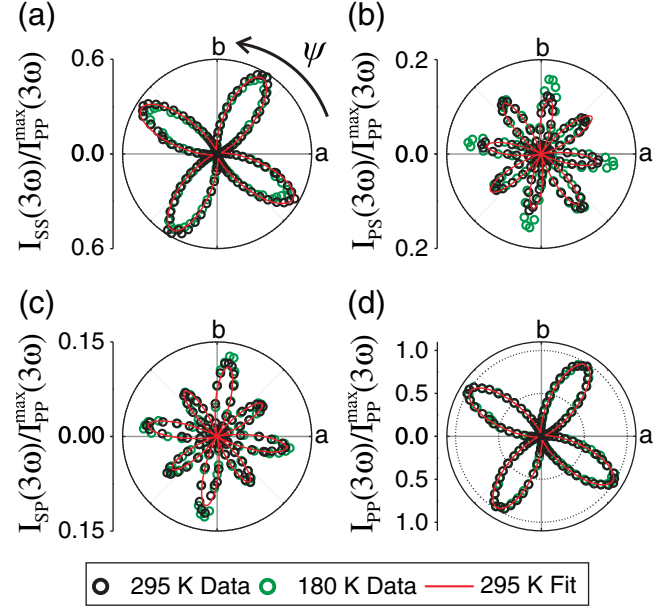 (a)
b
ψ
0.6
0.0
0.6
a
I_SS(3ω)/I_PP^max(3ω)
(b)
b
0.2
0.0
0.2
a
I_PS(3ω)/I_PP^max(3ω)
(c)
b
0.15
0.00
0.15
a
I_SP(3ω)/I_PP^max(3ω)
(d)
b
1.0
0.5
0.0
0.5
1.0
a
I_PP(3ω)/I_PP^max(3ω)
295 K Data 180 K Data 295 K Fit